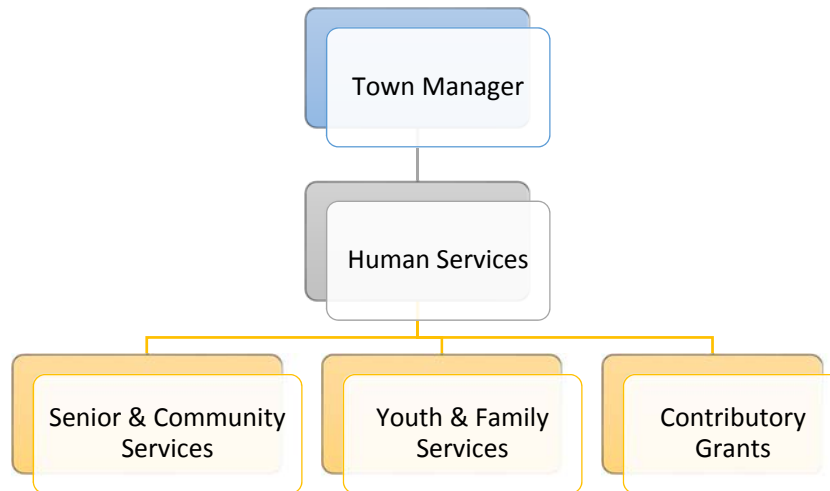 Town Manager
Human Services
Senior & Community
Services
Youth & Family
Services
Contributory
Grants